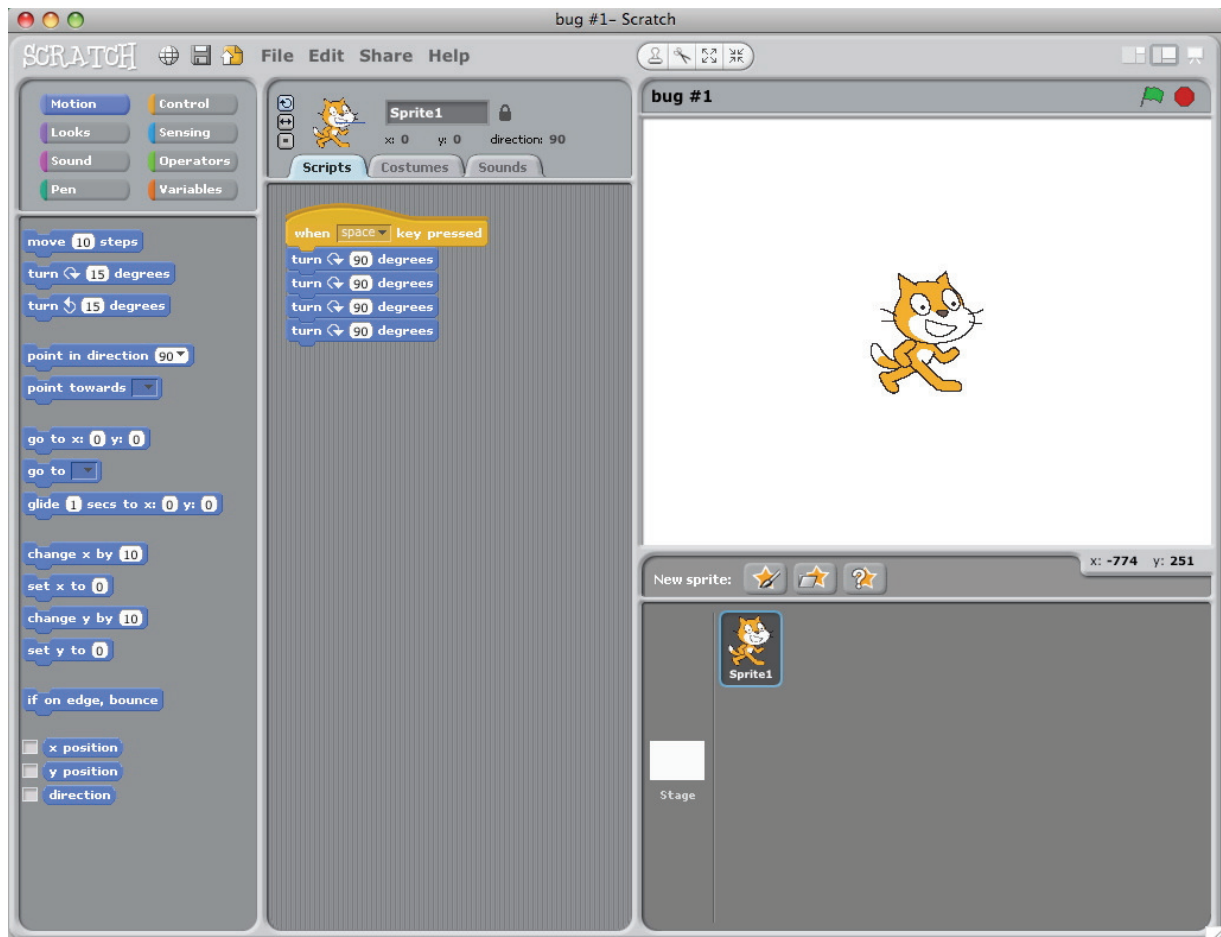 bug #1– Scratch
SCRATCH File Edit Share Help
Motion Control
Looks Sensing
Sound Operators
Pen Variables
move 10 steps
turn 15 degrees
turn 15 degrees
point in direction 90
point towards
go to x: 0 y: 0
go to
glide 1 secs to x: 0 y: 0
change x by 10
set x to 0
change y by 10
set y to 0
if on edge, bounce
x position
y position
direction
Sprite1
x: 0 y: 0 direction: 90
Scripts Costumes Sounds
when space key pressed
turn 90 degrees
turn 90 degrees
turn 90 degrees
turn 90 degrees
bug #1
x: -774 y: 251
New sprite:
Sprite1
Stage